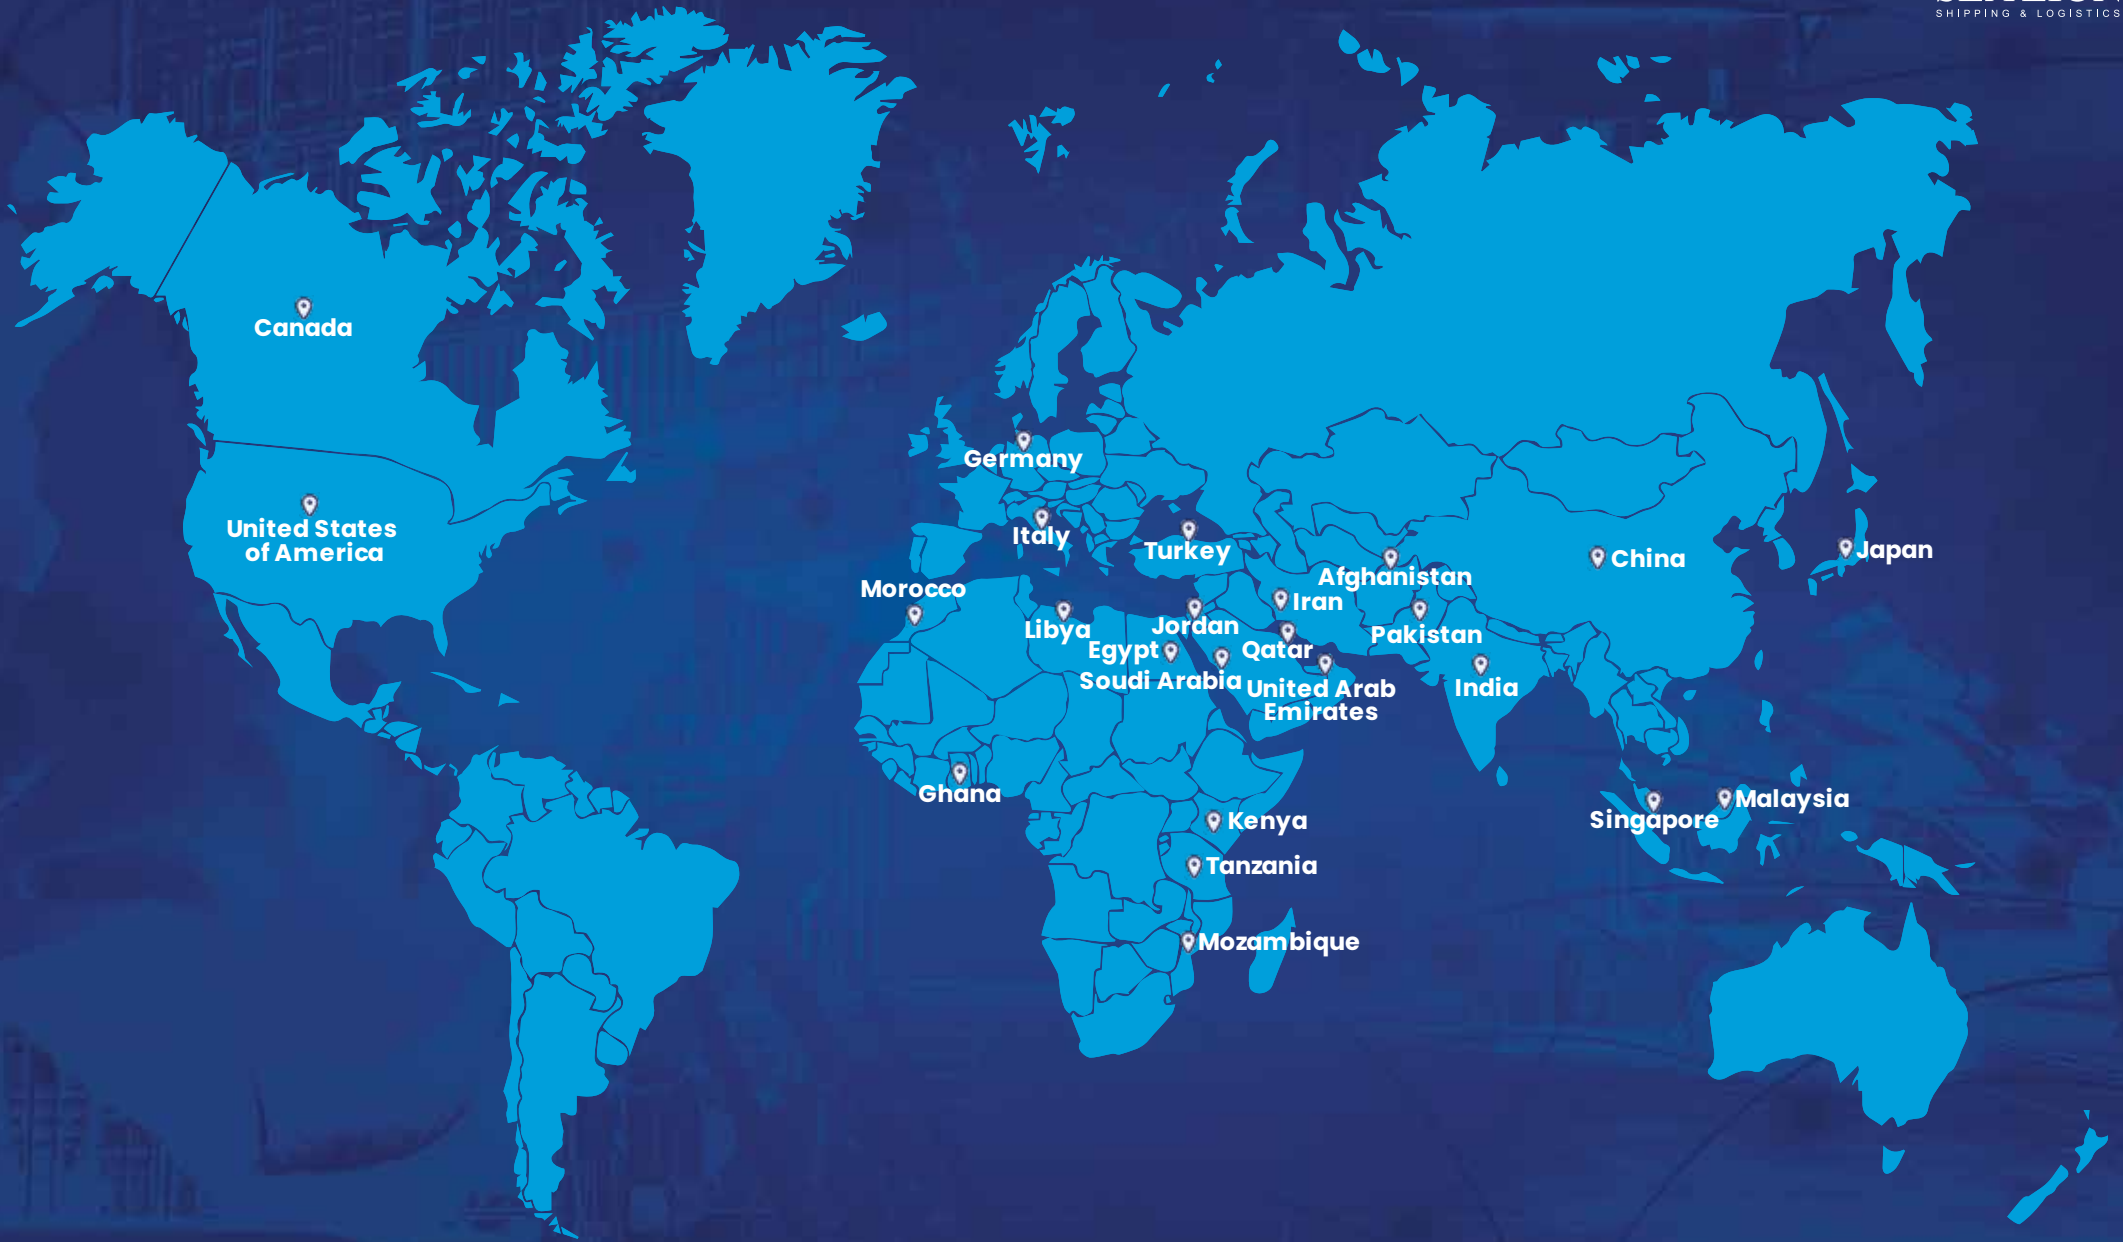 SHIPPING & LOGISTICS
Canada
Germany
United States
of America
Italy
Turkey
Japan
China
Afghanistan
Morocco
Iran
Libya
Jordan
Pakistan
Egypt
Qatar
Soudi Arabia
United Arab
Emirates
India
Ghana
Malaysia
Singapore
Kenya
Tanzania
Mozambique